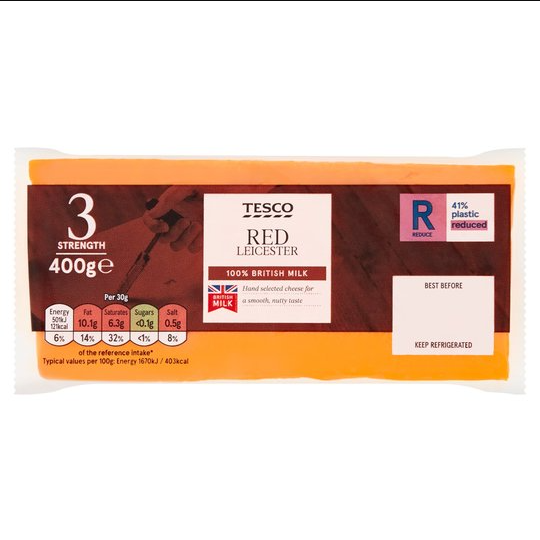 3
STRENGTH
400g℮
Per 30g
Energy
501kJ
121kcal
6%
Fat
10.1g
14%
Saturates
6.3g
32%
Sugars
<0.1g
<1%
Salt
0.5g
8%
of the reference intake*
Typical values per 100g: Energy 1670kJ / 403kcal
TESCO
RED
LEICESTER
100% BRITISH MILK
BRITISH
MILK
Hand selected cheese for
a smooth, nutty taste
R
REDUCE
41%
plastic
reduced
BEST BEFORE
KEEP REFRIGERATED